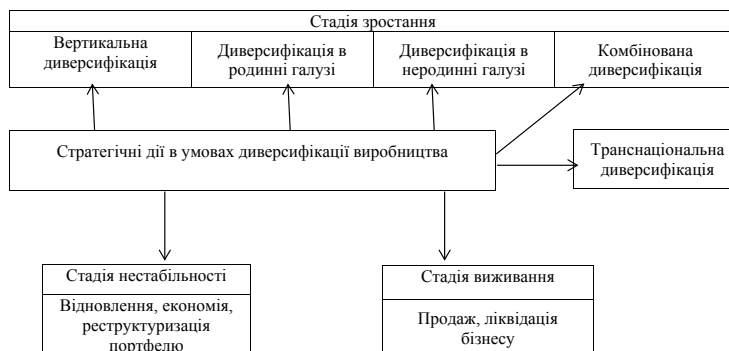 Стадія зростання
Вертикальна
диверсифікація
Диверсифікація в
родинні галузі
Диверсифікація в
неродинні галузі
Комбінована
диверсифікація
Стратегічні дії в умовах диверсифікації виробництва
Транснаціональна
диверсифікація
Стадія нестабільності
Відновлення, економія,
реструктуризація
портфелю
Стадія виживання
Продаж, ліквідація
бізнесу